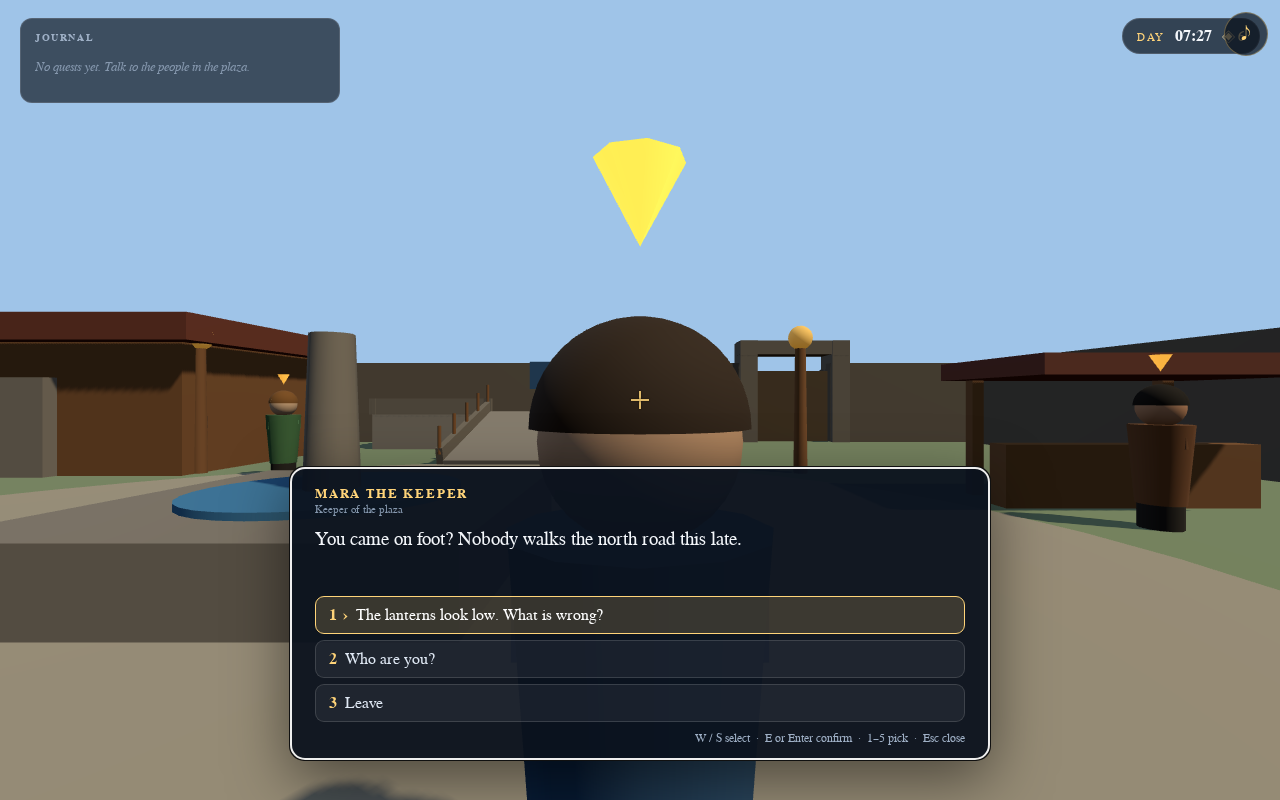 JOURNAL
No quests yet. Talk to the people in the plaza.
DAY 07:27
MARA THE KEEPER
Keeper of the plaza
You came on foot? Nobody walks the north road this late.
1 › The lanterns look low. What is wrong?
2 Who are you?
3 Leave
W / S select · E or Enter confirm · 1–5 pick · Esc close